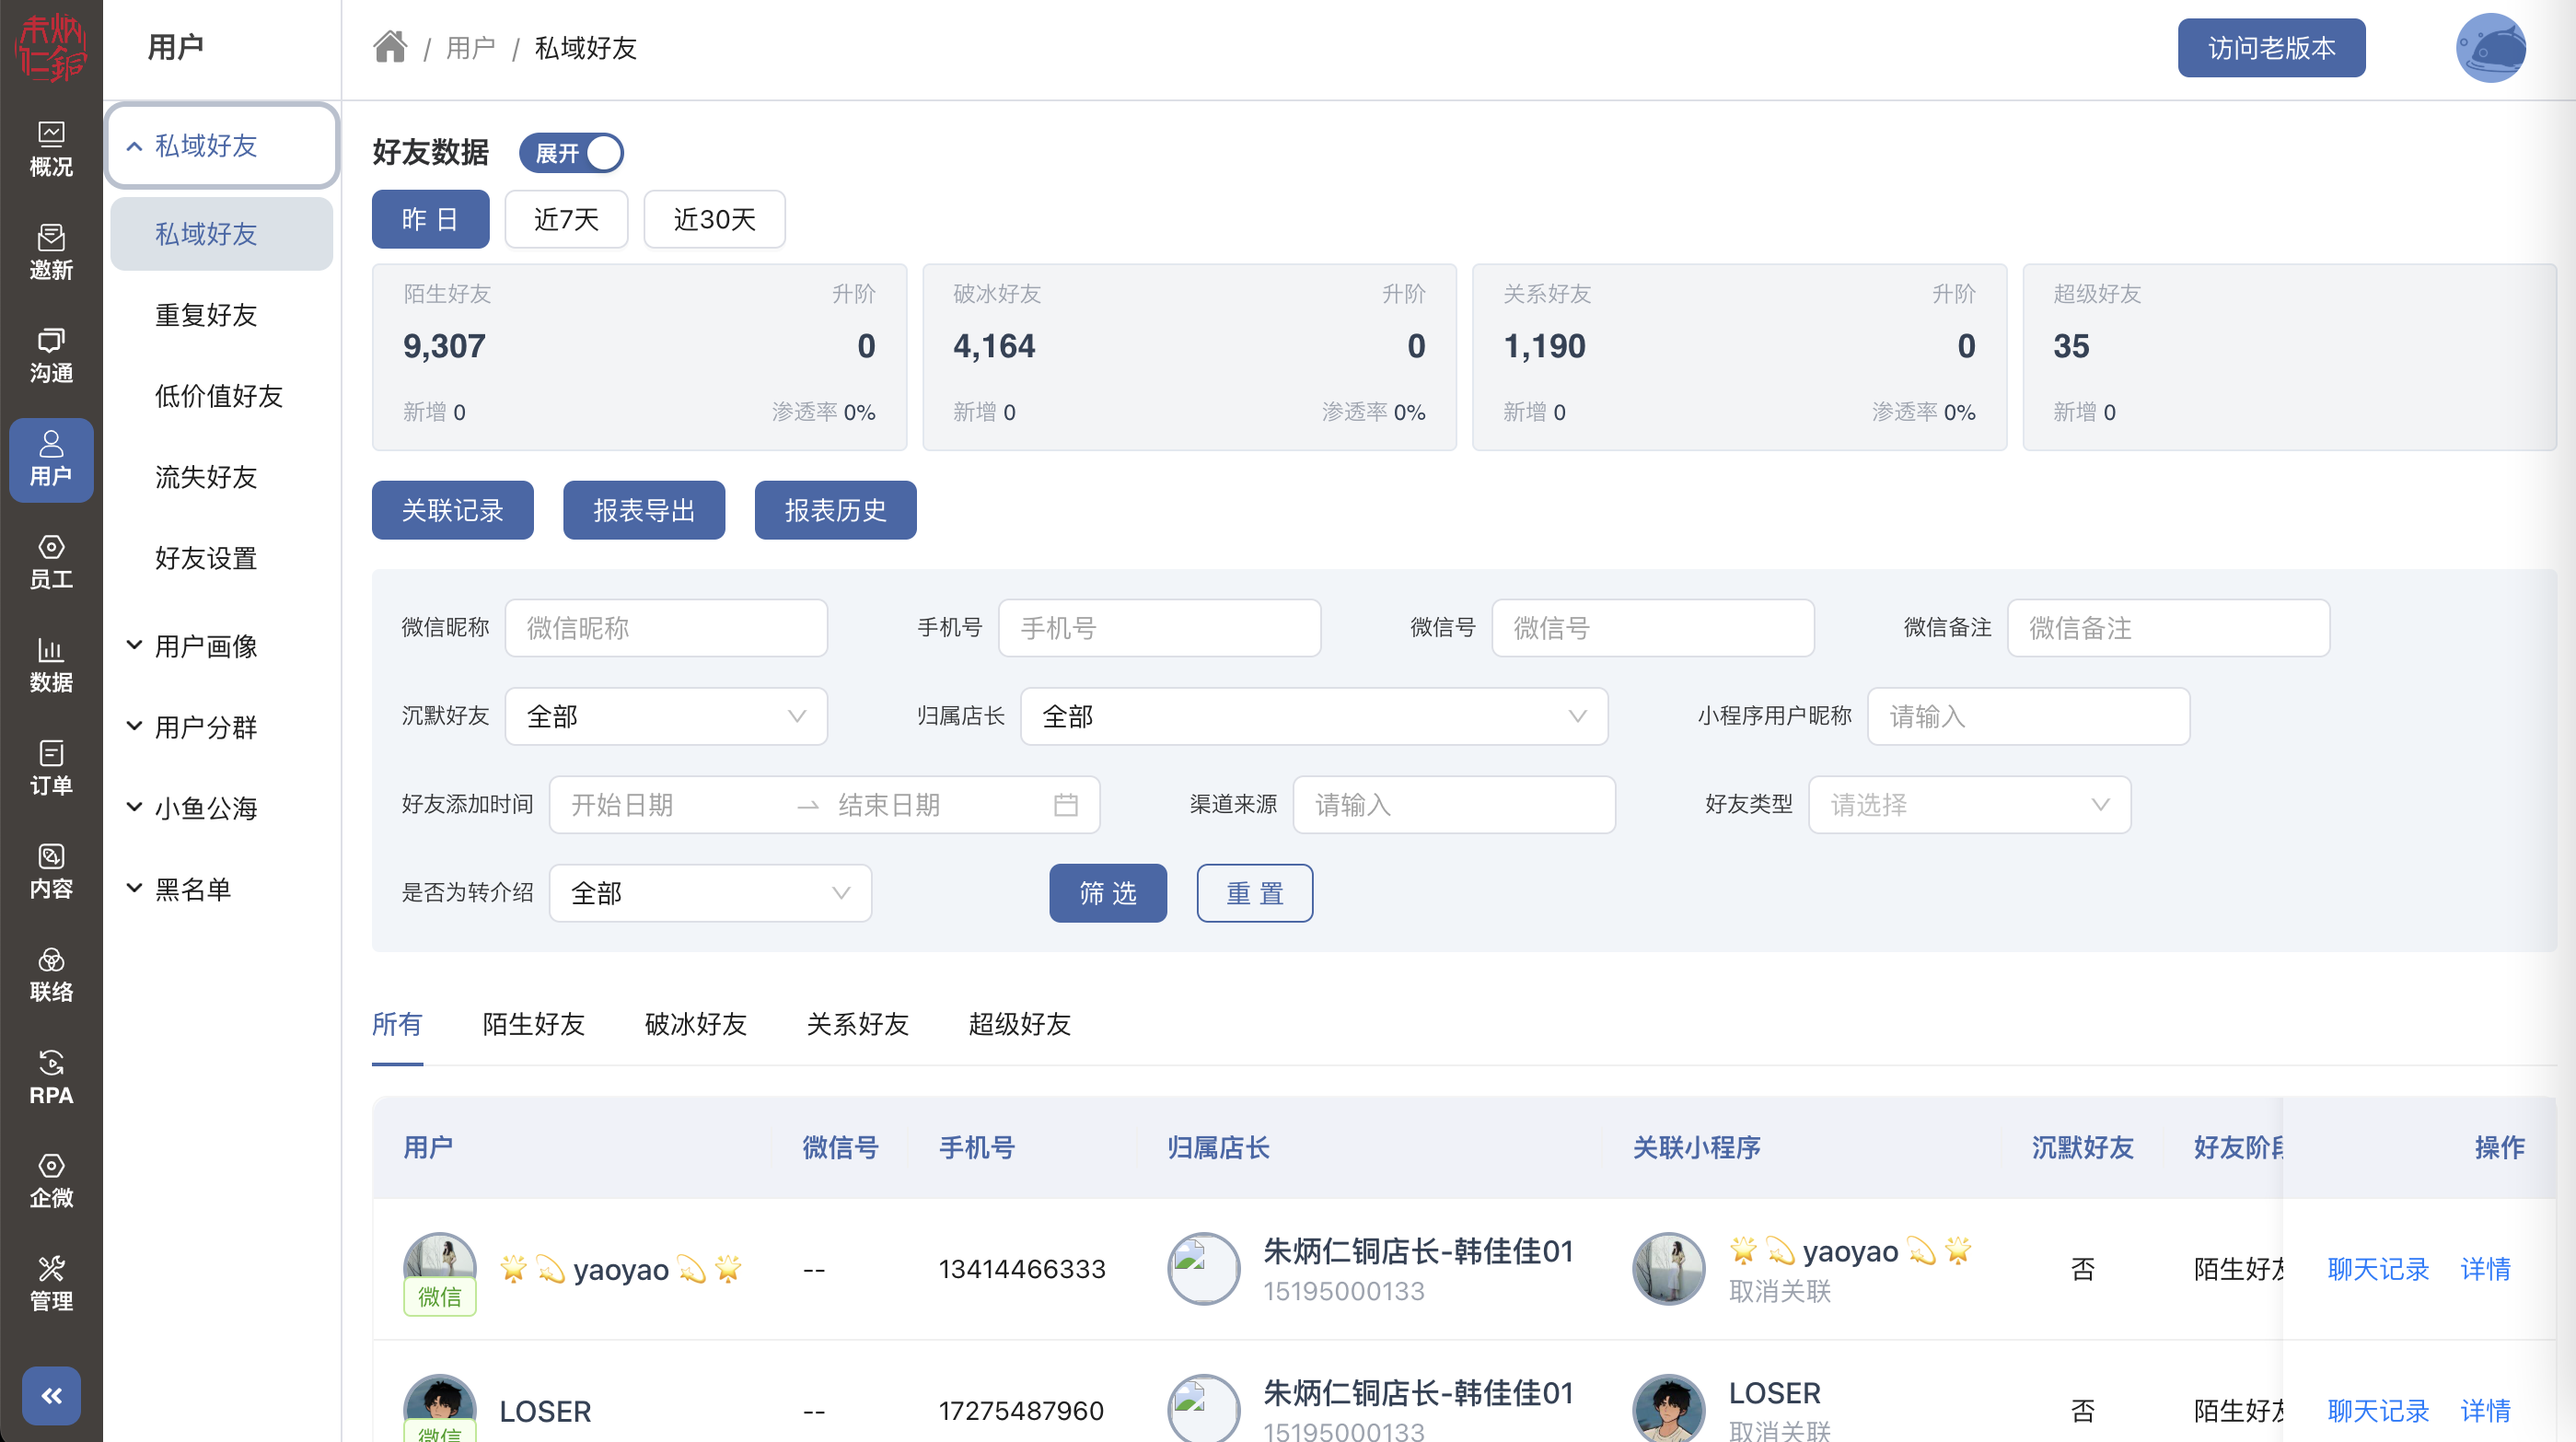 朱炳
仁銅
用户
/ 用户 / 私域好友
访问老版本
概况
邀新
沟通
用户
员工
数据
订单
内容
联络
RPA
企微
管理
私域好友
私域好友
重复好友
低价值好友
流失好友
好友设置
用户画像
用户分群
小鱼公海
黑名单
好友数据 展开
昨 日 近7天 近30天
陌生好友 升阶 破冰好友 升阶 关系好友 升阶 超级好友
9,307 0 4,164 0 1,190 0 35
新增 0 渗透率 0% 新增 0 渗透率 0% 新增 0 渗透率 0% 新增 0
关联记录 报表导出 报表历史
微信昵称 微信昵称 手机号 手机号 微信号 微信号 微信备注 微信备注
沉默好友 全部 归属店长 全部 小程序用户昵称 请输入
好友添加时间 开始日期 结束日期 渠道来源 请输入 好友类型 请选择
是否为转介绍 全部 筛 选 重 置
所有 陌生好友 破冰好友 关系好友 超级好友
用户 微信号 手机号 归属店长 关联小程序 沉默好友 好友阶段 操作
🌟💫yaoyao💫🌟 -- 13414466333 朱炳仁铜店长-韩佳佳01 🌟💫yaoyao💫🌟 否 陌生好友 聊天记录 详情
微信 15195000133 取消关联
LOSER -- 17275487960 朱炳仁铜店长-韩佳佳01 LOSER 否 陌生好友 聊天记录 详情
微信 15195000133 取消关联